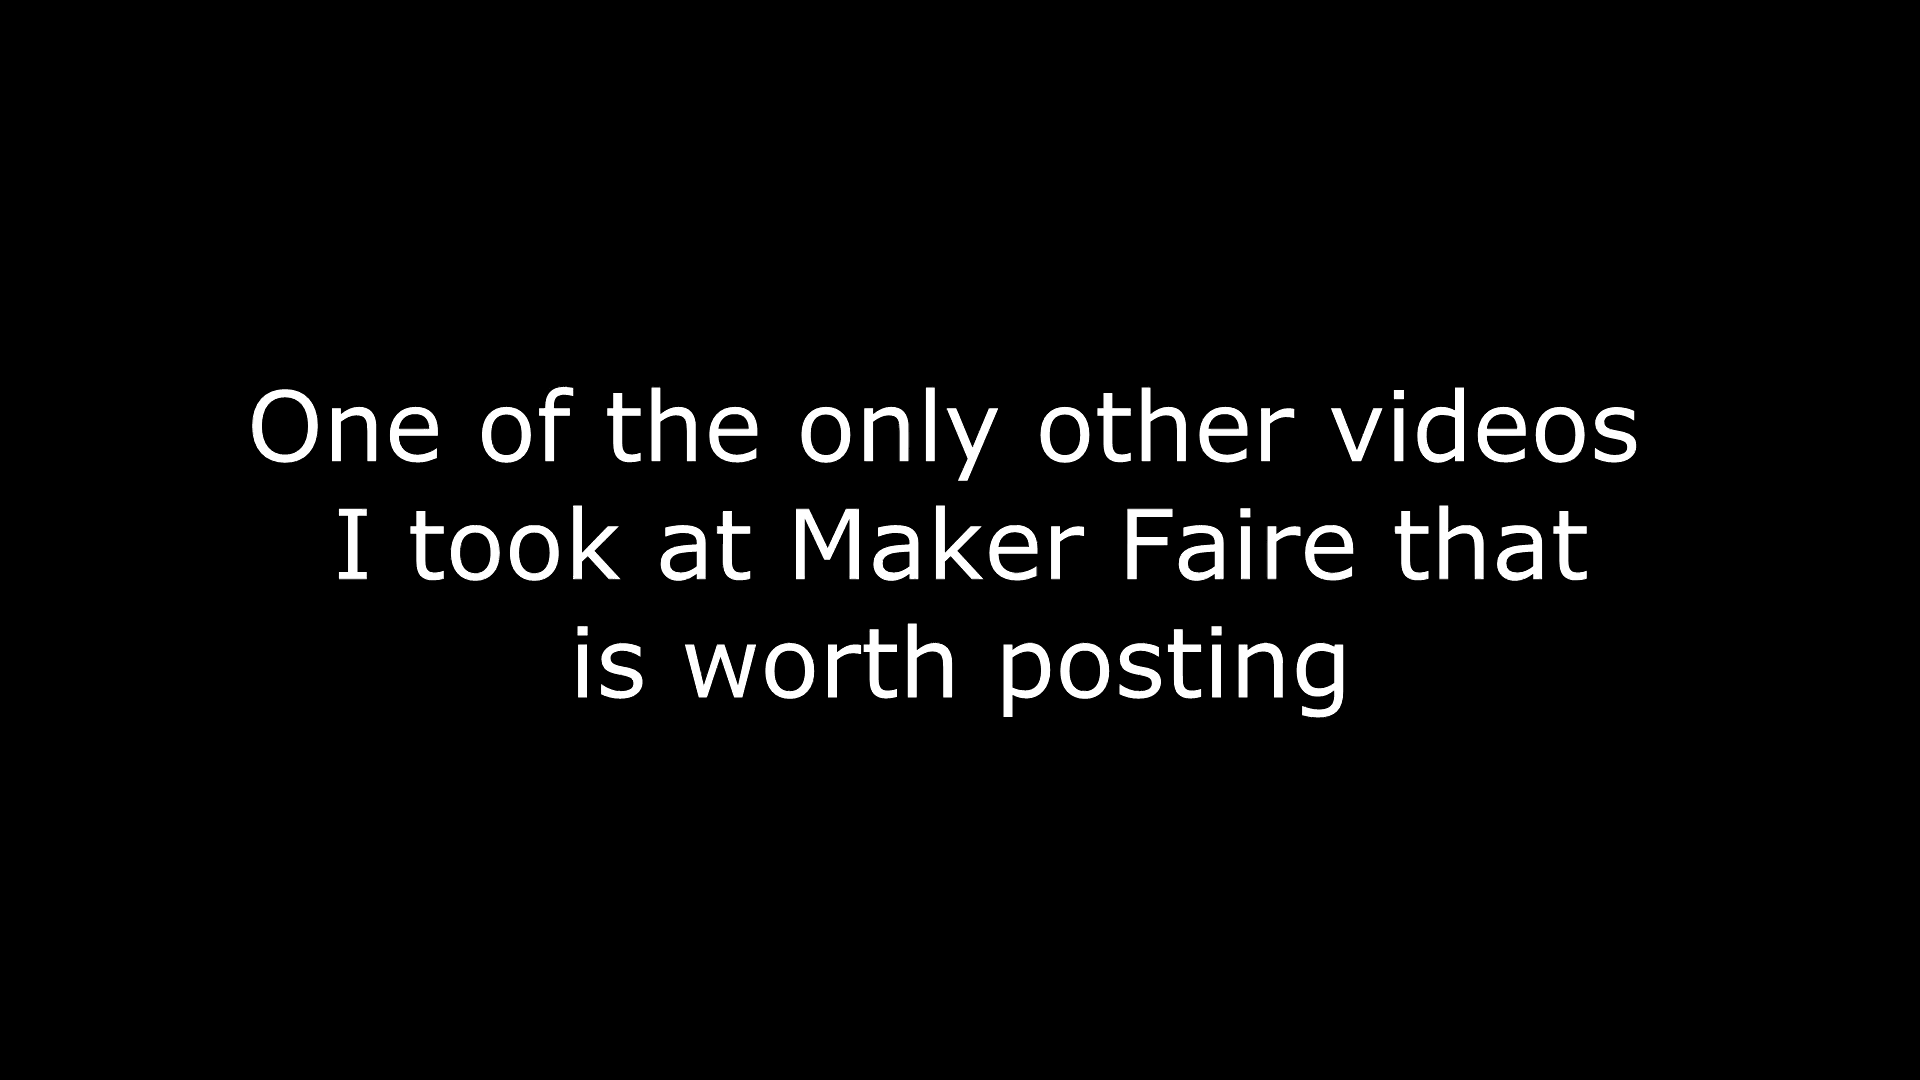 One of the only other videos
I took at Maker Faire that
is worth posting